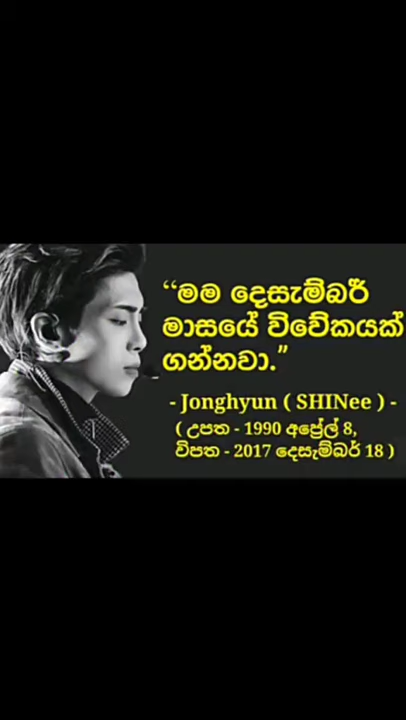 ‘‘මම දෙසැම්බර්
මාසයේ විවේකයක්
ගන්නවා.”
- Jonghyun ( SHINee ) -
( උපත - 1990 අප්‍රේල් 8,
විපත - 2017 දෙසැම්බර් 18 )